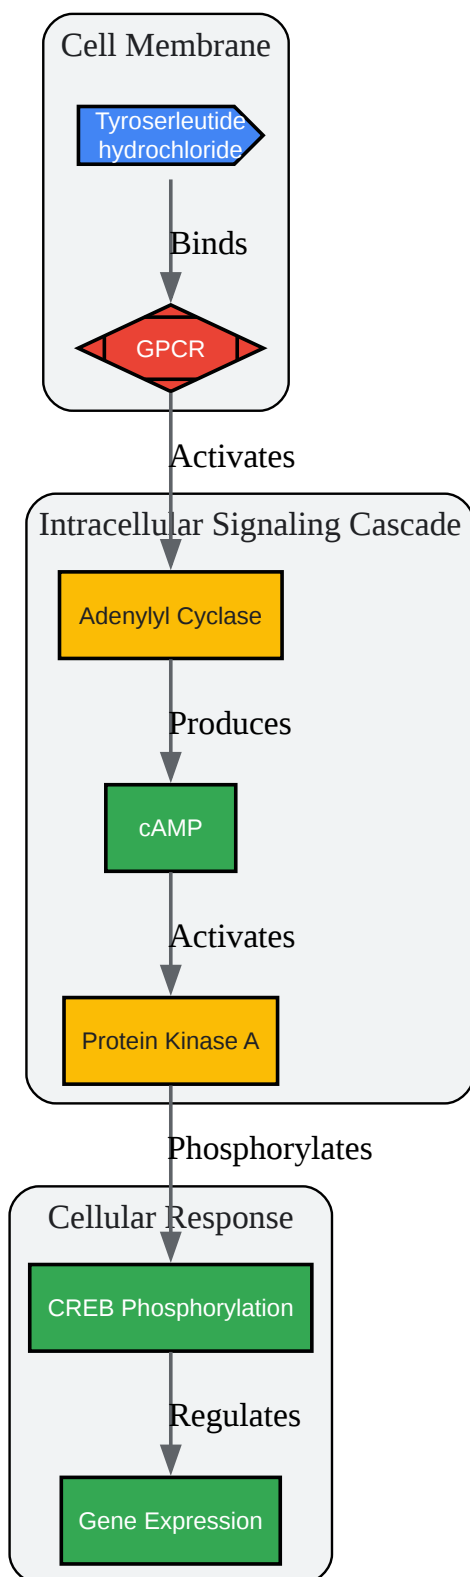 Cell Membrane
Tyroserleutide
hydrochloride
Binds
GPCR
Activates
Intracellular Signaling Cascade
Adenylyl Cyclase
Produces
cAMP
Activates
Protein Kinase A
Phosphorylates
Cellular Response
CREB Phosphorylation
Regulates
Gene Expression